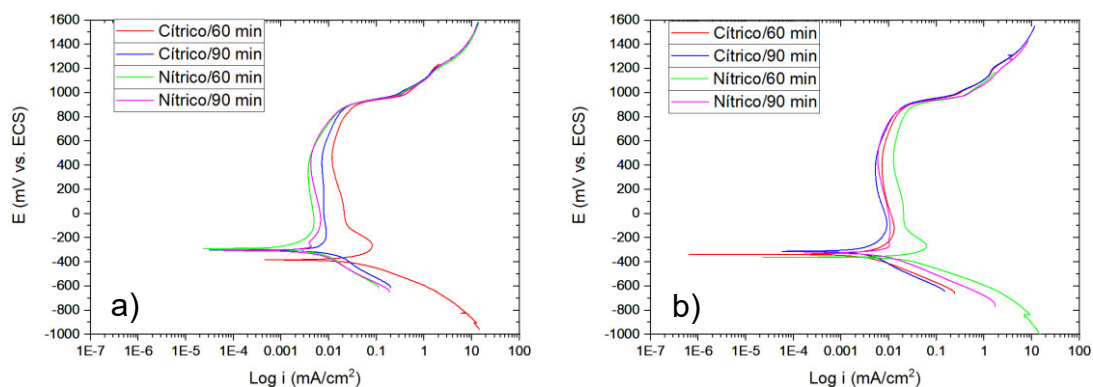 1600
1400
1200
1000
800
600
400
200
0
-200
-400
-600
-800
-1000
E (mV vs. ECS)
Cítrico/60 min
Cítrico/90 min
Nítrico/60 min
Nítrico/90 min
a)
1E-7 1E-6 1E-5 1E-4 0.001 0.01 0.1 1 10 100
Log i (mA/cm²)
1600
1400
1200
1000
800
600
400
200
0
-200
-400
-600
-800
-1000
E (mV vs. ECS)
Cítrico/60 min
Cítrico/90 min
Nítrico/60 min
Nítrico/90 min
b)
1E-7 1E-6 1E-5 1E-4 0.001 0.01 0.1 1 10 100
Log i (mA/cm²)